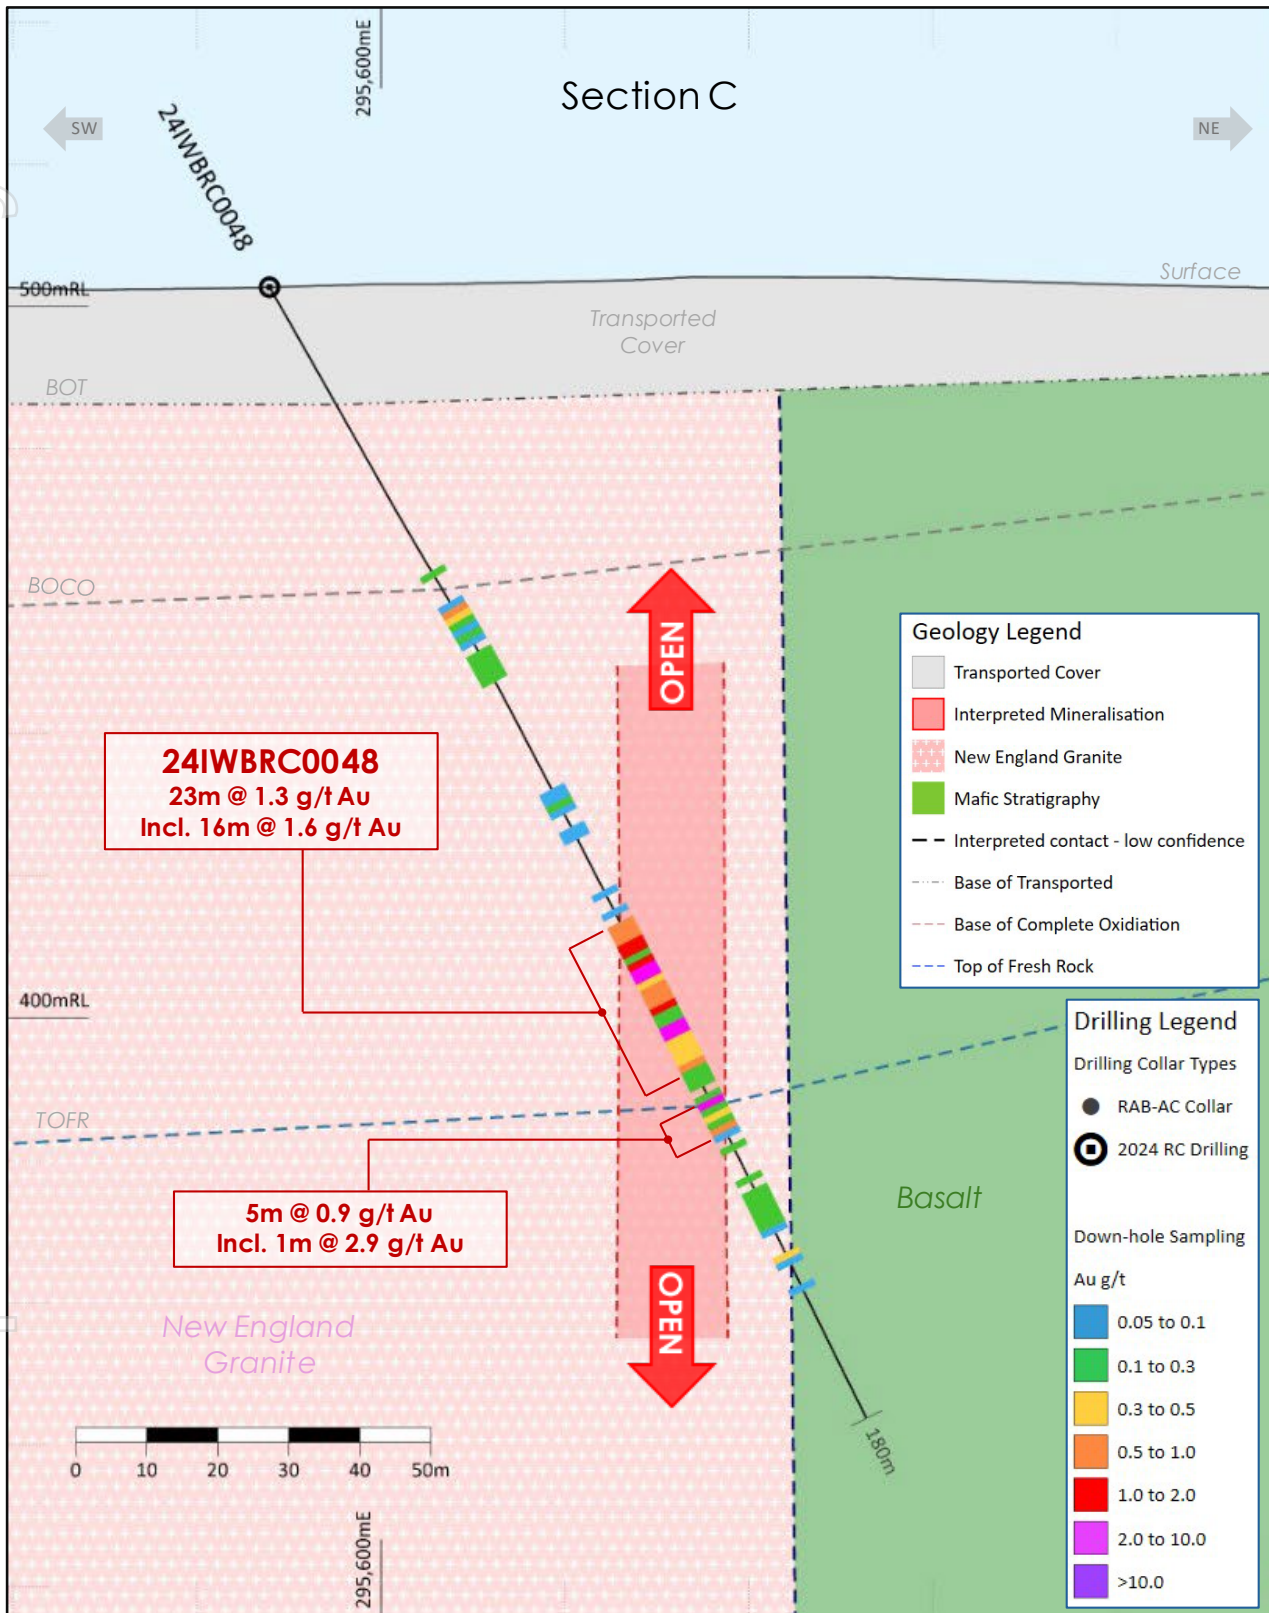 295,600mE
Section C
SW
NE
24IWBRC0048
Surface
500mRL
Transported
Cover
BOT
BOCO
OPEN
Geology Legend
Transported Cover
Interpreted Mineralisation
New England Granite
Mafic Stratigraphy
Interpreted contact - low confidence
Base of Transported
Base of Complete Oxidiation
Top of Fresh Rock
24IWBRC0048
23m @ 1.3 g/t Au
Incl. 16m @ 1.6 g/t Au
400mRL
TOFR
5m @ 0.9 g/t Au
Incl. 1m @ 2.9 g/t Au
Basalt
OPEN
New England
Granite
Drilling Legend
Drilling Collar Types
RAB-AC Collar
2024 RC Drilling
Down-hole Sampling
Au g/t
0.05 to 0.1
0.1 to 0.3
0.3 to 0.5
0.5 to 1.0
1.0 to 2.0
2.0 to 10.0
>10.0
180m
0 10 20 30 40 50m
295,600mE